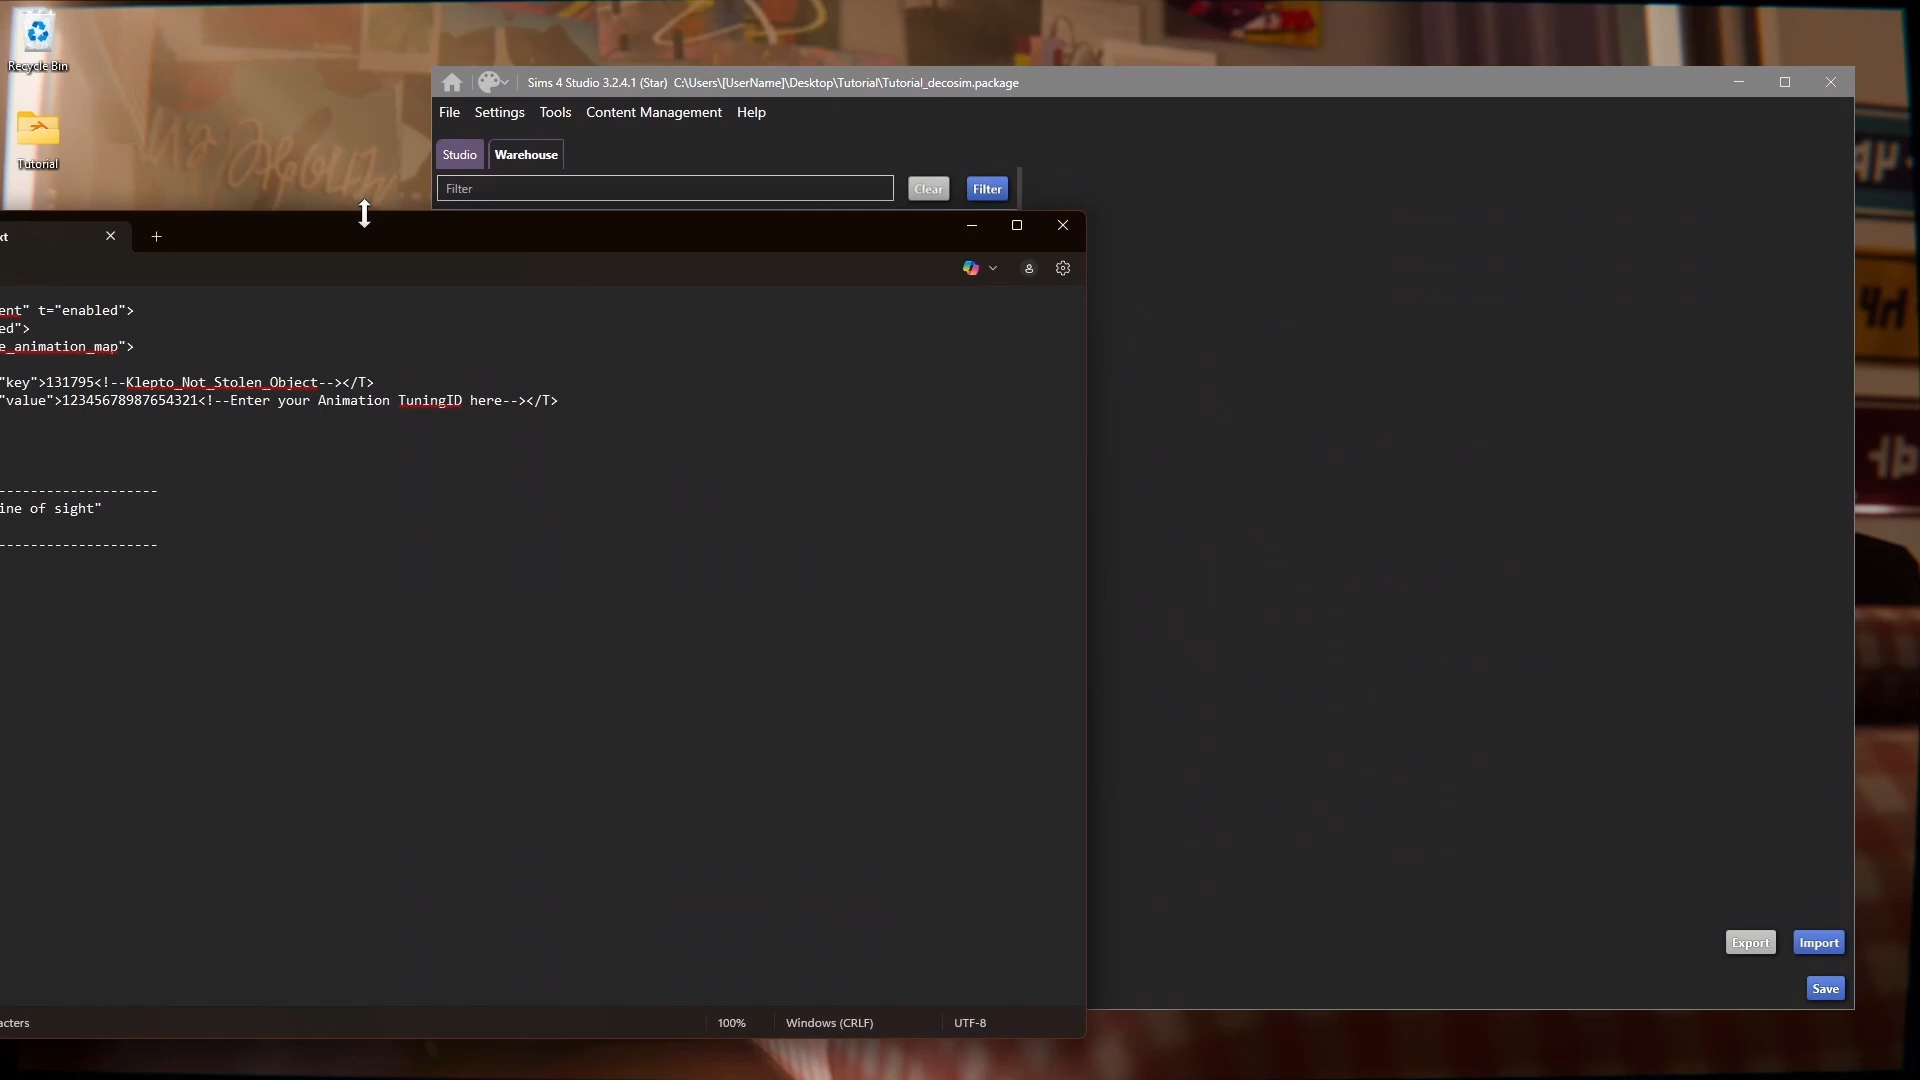 Recycle Bin
Tutorial
Sims 4 Studio 3.2.4.1 (Star) C:\Users\[UserName]\Desktop\Tutorial\Tutorial_decosim.package
File Settings Tools Content Management Help
Studio Warehouse
Filter Clear Filter
xt
ent" t="enabled">
ed">
e_animation_map">
"key">131795<!--Klepto_Not_Stolen_Object--></T>
"value">12345678987654321<!--Enter your Animation TuningID here--></T>
--------------------
ine of sight"
--------------------
acters 100% Windows (CRLF) UTF-8
Export Import
Save